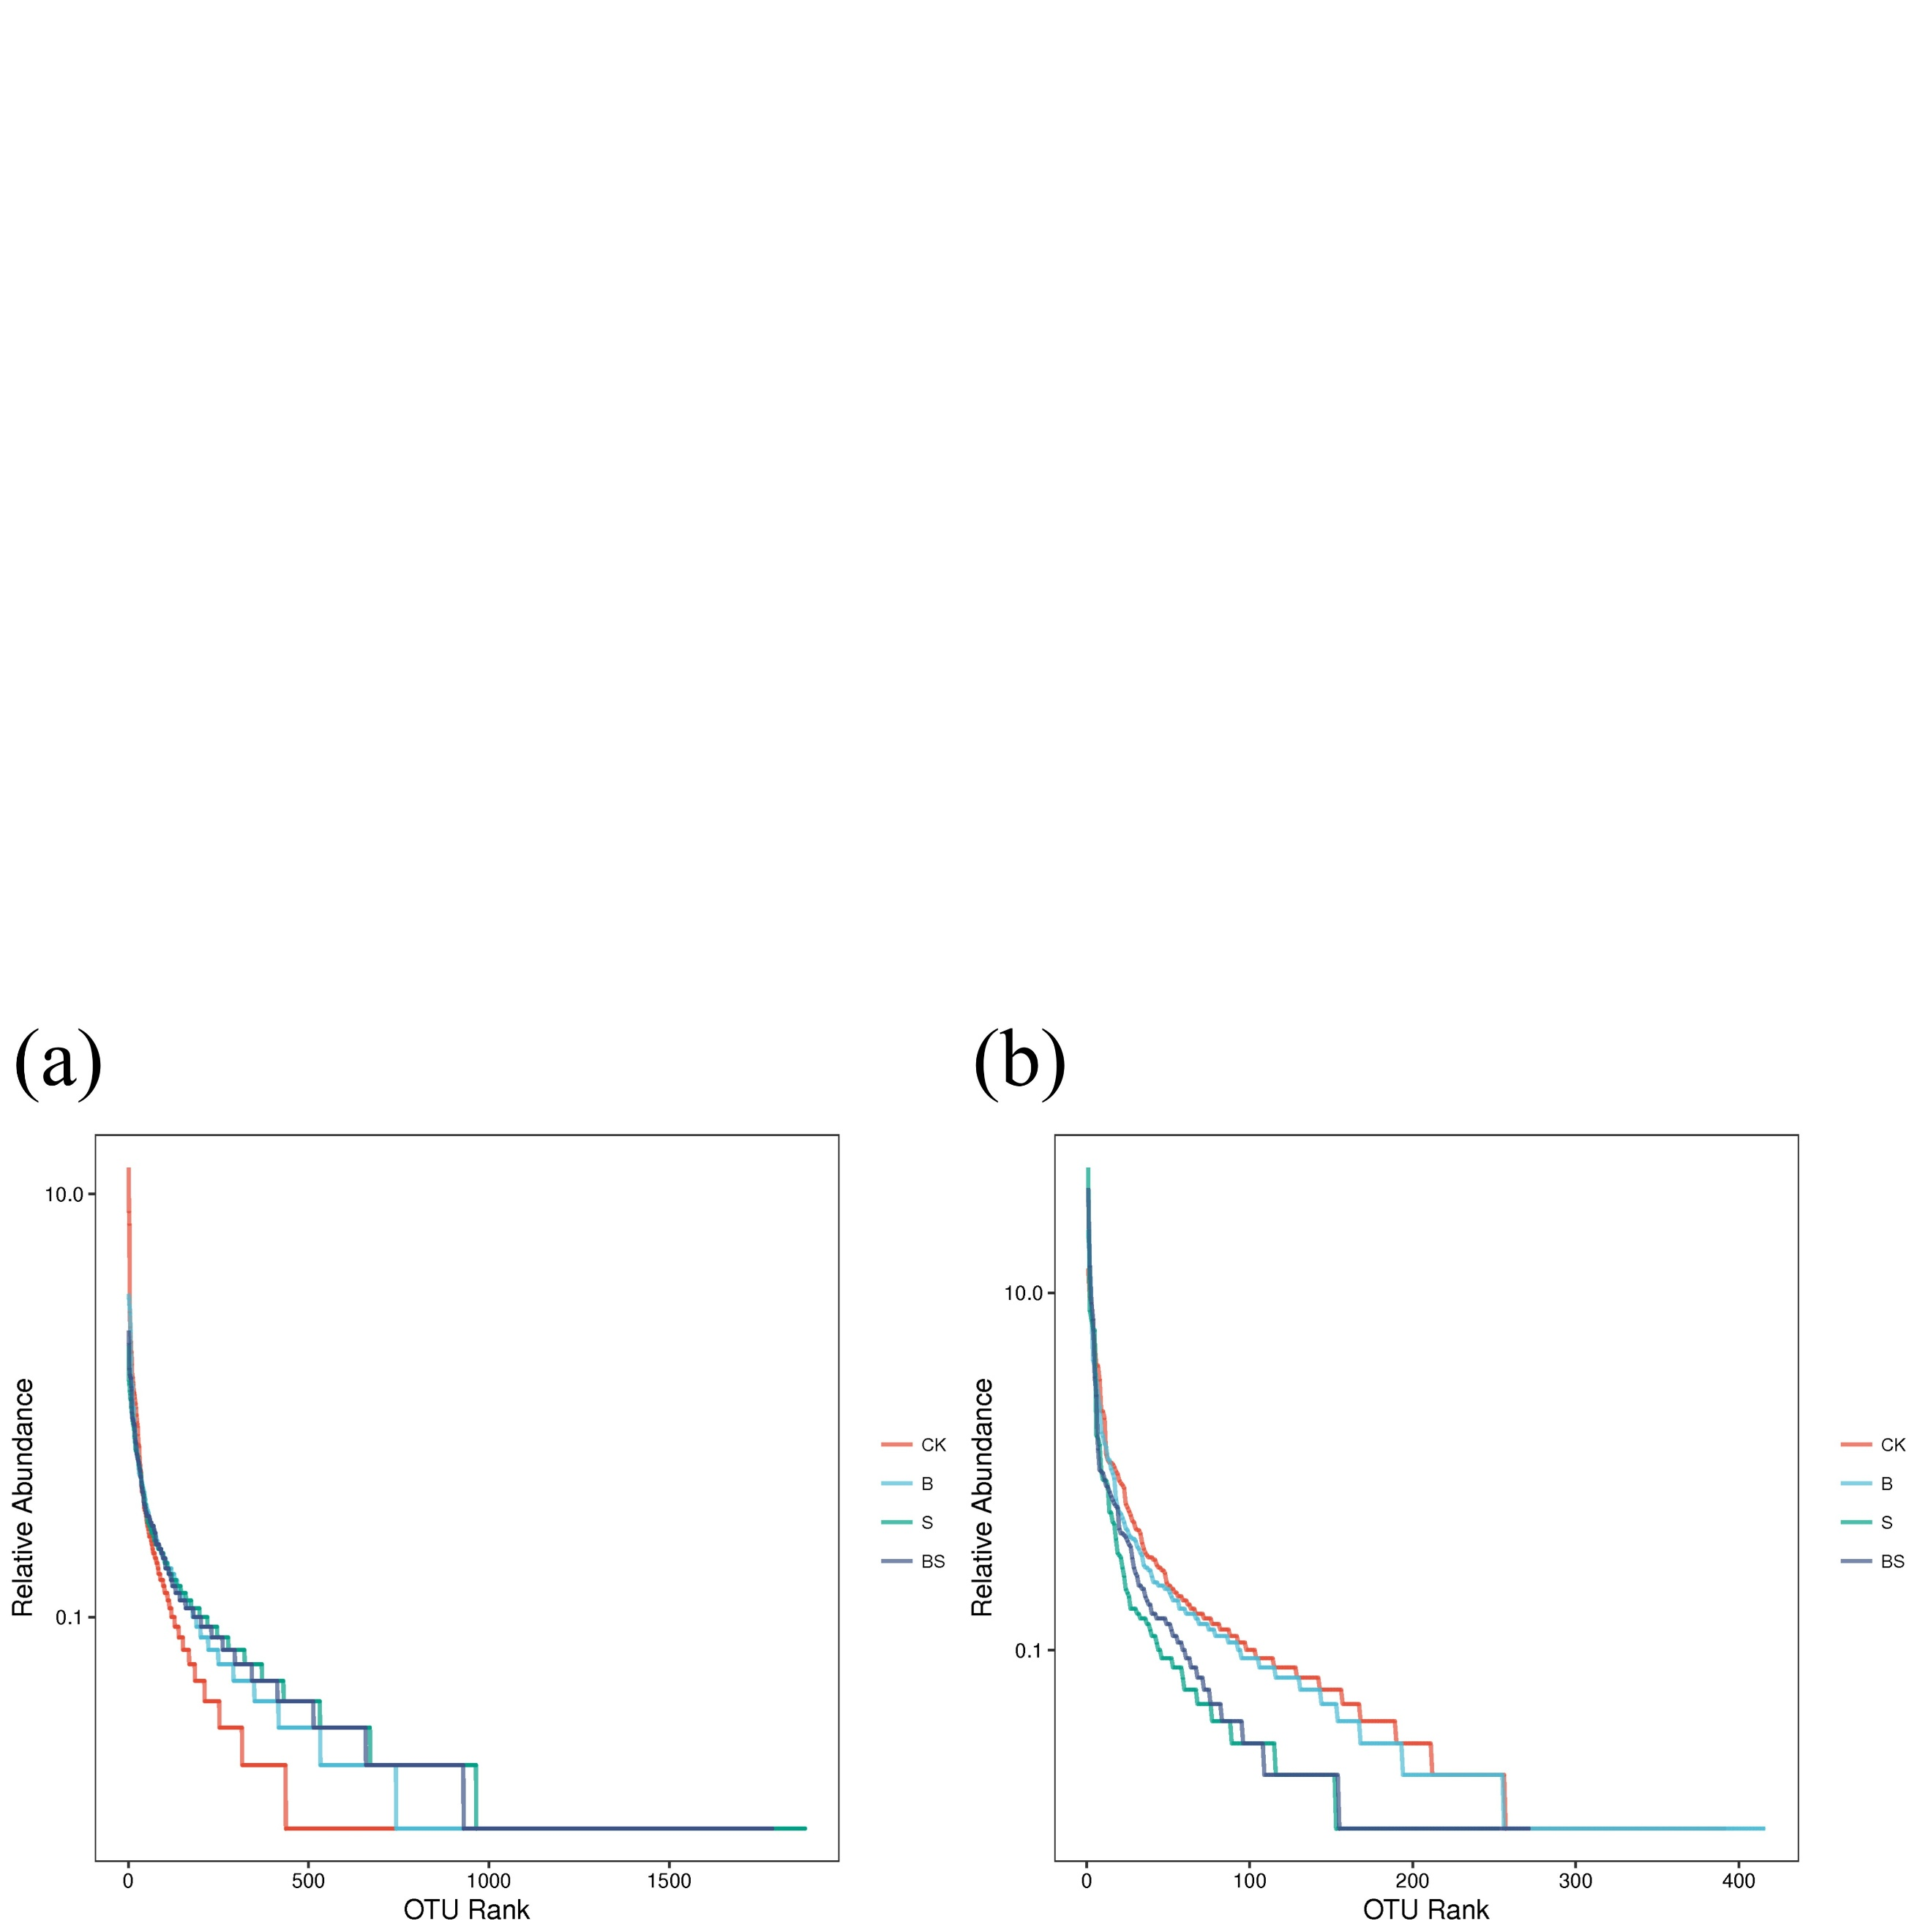 (a)
(b)
Relative Abundance
10.0
0.1
0
500
1000
1500
OTU Rank
CK
B
S
BS
Relative Abundance
10.0
0.1
0
100
200
300
400
OTU Rank
CK
B
S
BS